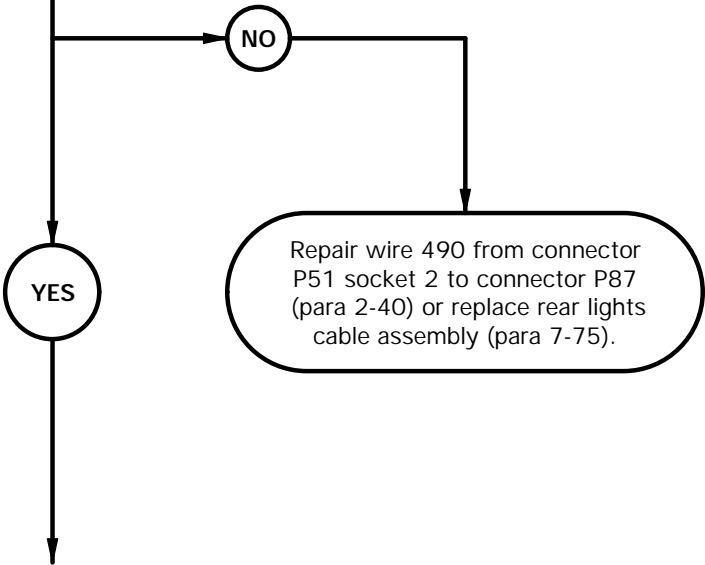 NO
Repair wire 490 from connector
P51 socket 2 to connector P87
(para 2-40) or replace rear lights
cable assembly (para 7-75).
YES